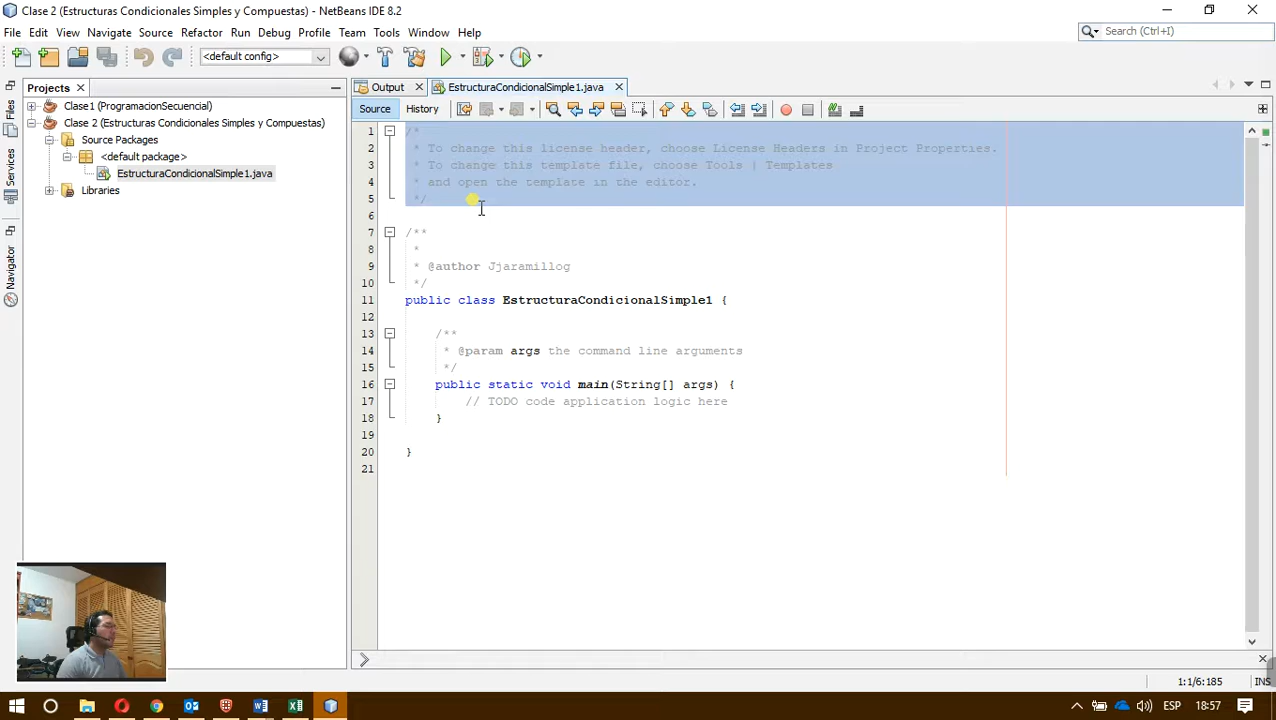 Clase 2 (Estructuras Condicionales Simples y Compuestas) - NetBeans IDE 8.2
File Edit View Navigate Source Refactor Run Debug Profile Team Tools Window Help
Search (Ctrl+I)
<default config>
Projects
Output
EstructuraCondicionalSimple1.java
Files
Services
Navigator
Clase1 (ProgramacionSecuencial)
Clase 2 (Estructuras Condicionales Simples y Compuestas)
Source Packages
<default package>
EstructuraCondicionalSimple1.java
Libraries
Source History
1 /*
2 * To change this license header, choose License Headers in Project Properties.
3 * To change this template file, choose Tools | Templates
4 * and open the template in the editor.
5 */
6
7 /**
8 *
9 * @author Jjaramillog
10 */
11 public class EstructuraCondicionalSimple1 {
12
13 /**
14 * @param args the command line arguments
15 */
16 public static void main(String[] args) {
17 // TODO code application logic here
18 }
19
20 }
21
1:1/6:185 INS
ESP 18:57